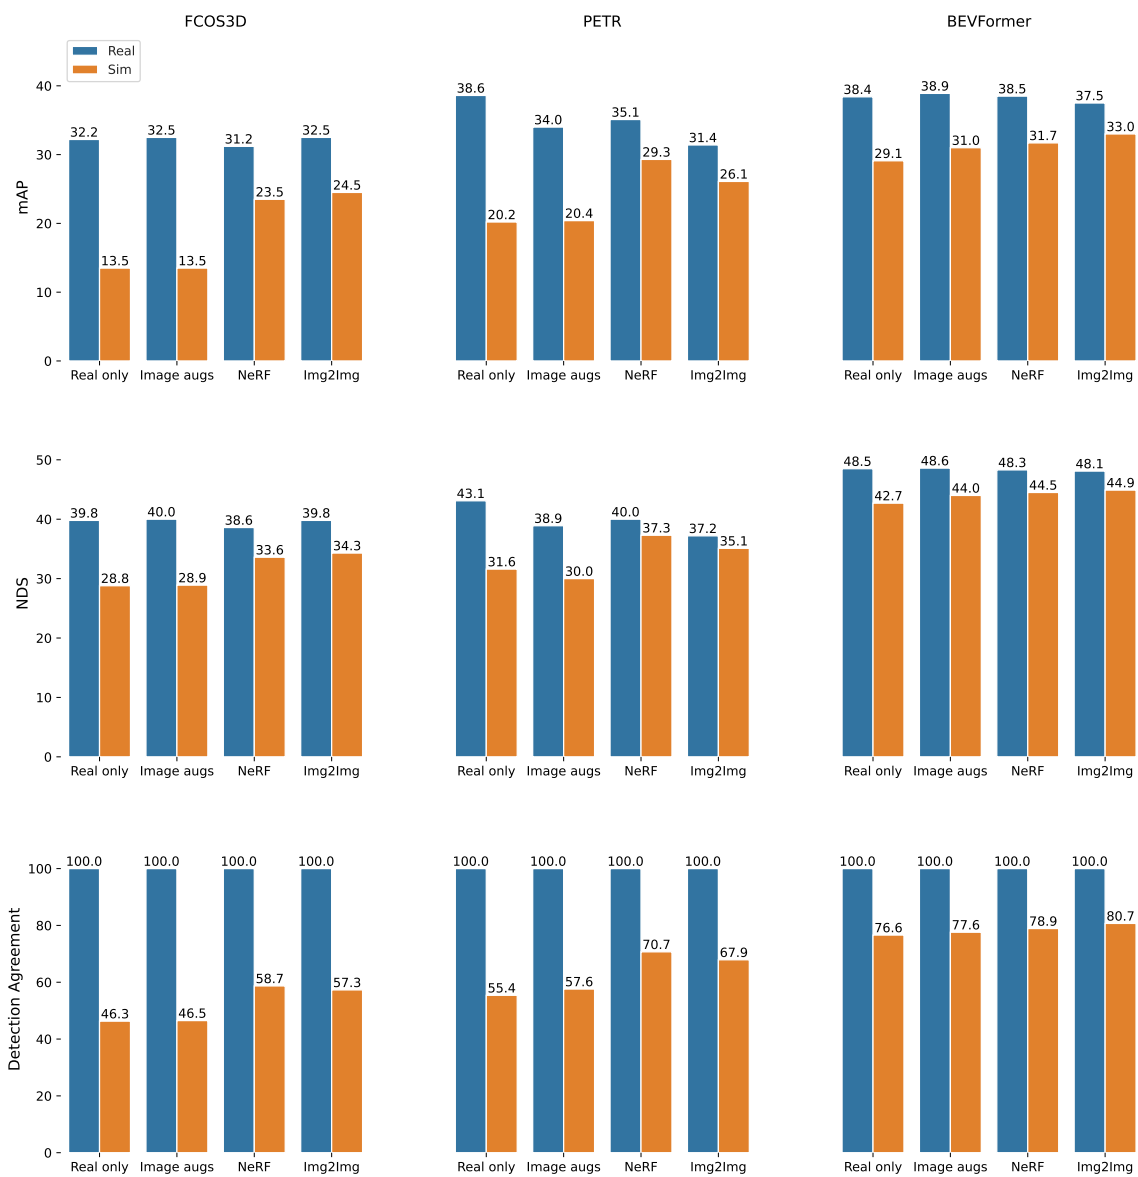 FCOS3D PETR BEVFormer
Real
Sim
mAP
40
30
20
10
0
32.2 13.5 32.5 13.5 31.2 23.5 32.5 24.5
38.6 20.2 34.0 20.4 35.1 29.3 31.4 26.1
38.4 29.1 38.9 31.0 38.5 31.7 37.5 33.0
Real only Image augs NeRF Img2Img Real only Image augs NeRF Img2Img Real only Image augs NeRF Img2Img
NDS
50
40
30
20
10
0
39.8 28.8 40.0 28.9 38.6 33.6 39.8 34.3
43.1 31.6 38.9 30.0 40.0 37.3 37.2 35.1
48.5 42.7 48.6 44.0 48.3 44.5 48.1 44.9
Real only Image augs NeRF Img2Img Real only Image augs NeRF Img2Img Real only Image augs NeRF Img2Img
Detection Agreement
100
80
60
40
20
0
100.0 46.3 100.0 46.5 100.0 58.7 100.0 57.3
100.0 55.4 100.0 57.6 100.0 70.7 100.0 67.9
100.0 76.6 100.0 77.6 100.0 78.9 100.0 80.7
Real only Image augs NeRF Img2Img Real only Image augs NeRF Img2Img Real only Image augs NeRF Img2Img